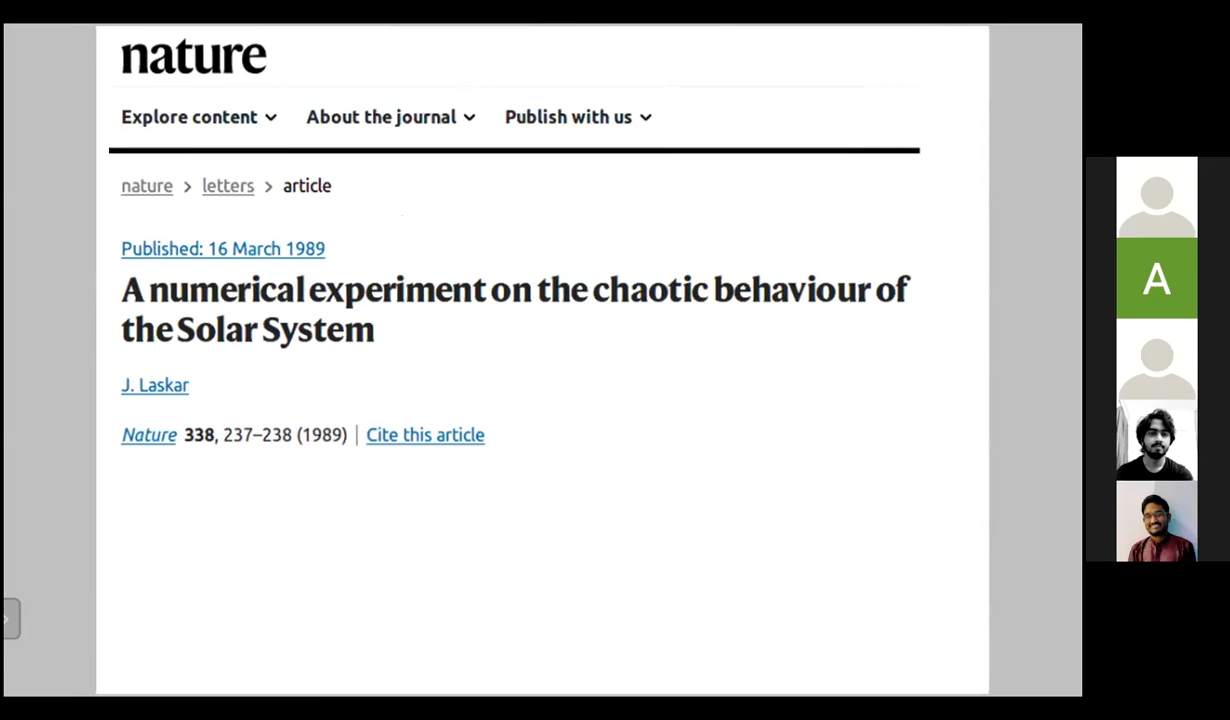 nature
Explore content About the journal Publish with us
nature > letters > article
Published: 16 March 1989
A numerical experiment on the chaotic behaviour of
the Solar System
J. Laskar
Nature 338, 237–238 (1989) | Cite this article
A